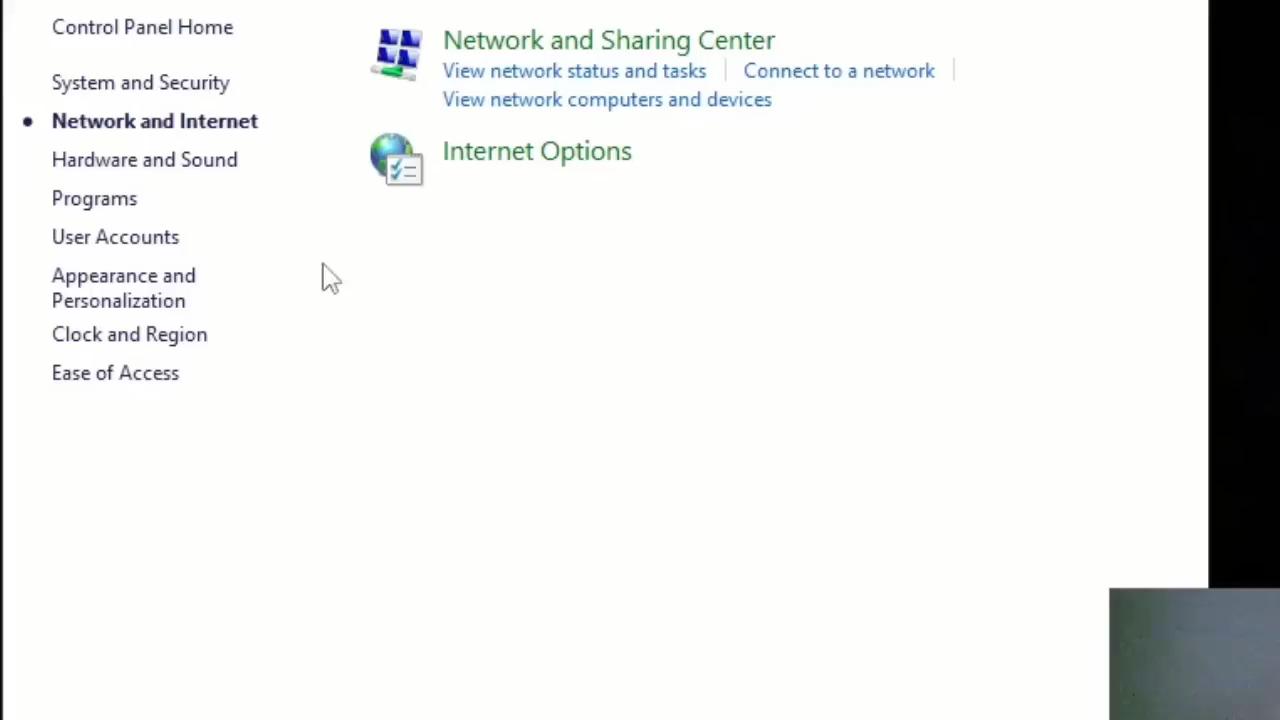 Control Panel Home
System and Security
Network and Internet
Hardware and Sound
Programs
User Accounts
Appearance and
Personalization
Clock and Region
Ease of Access
Network and Sharing Center
View network status and tasks
Connect to a network
View network computers and devices
Internet Options